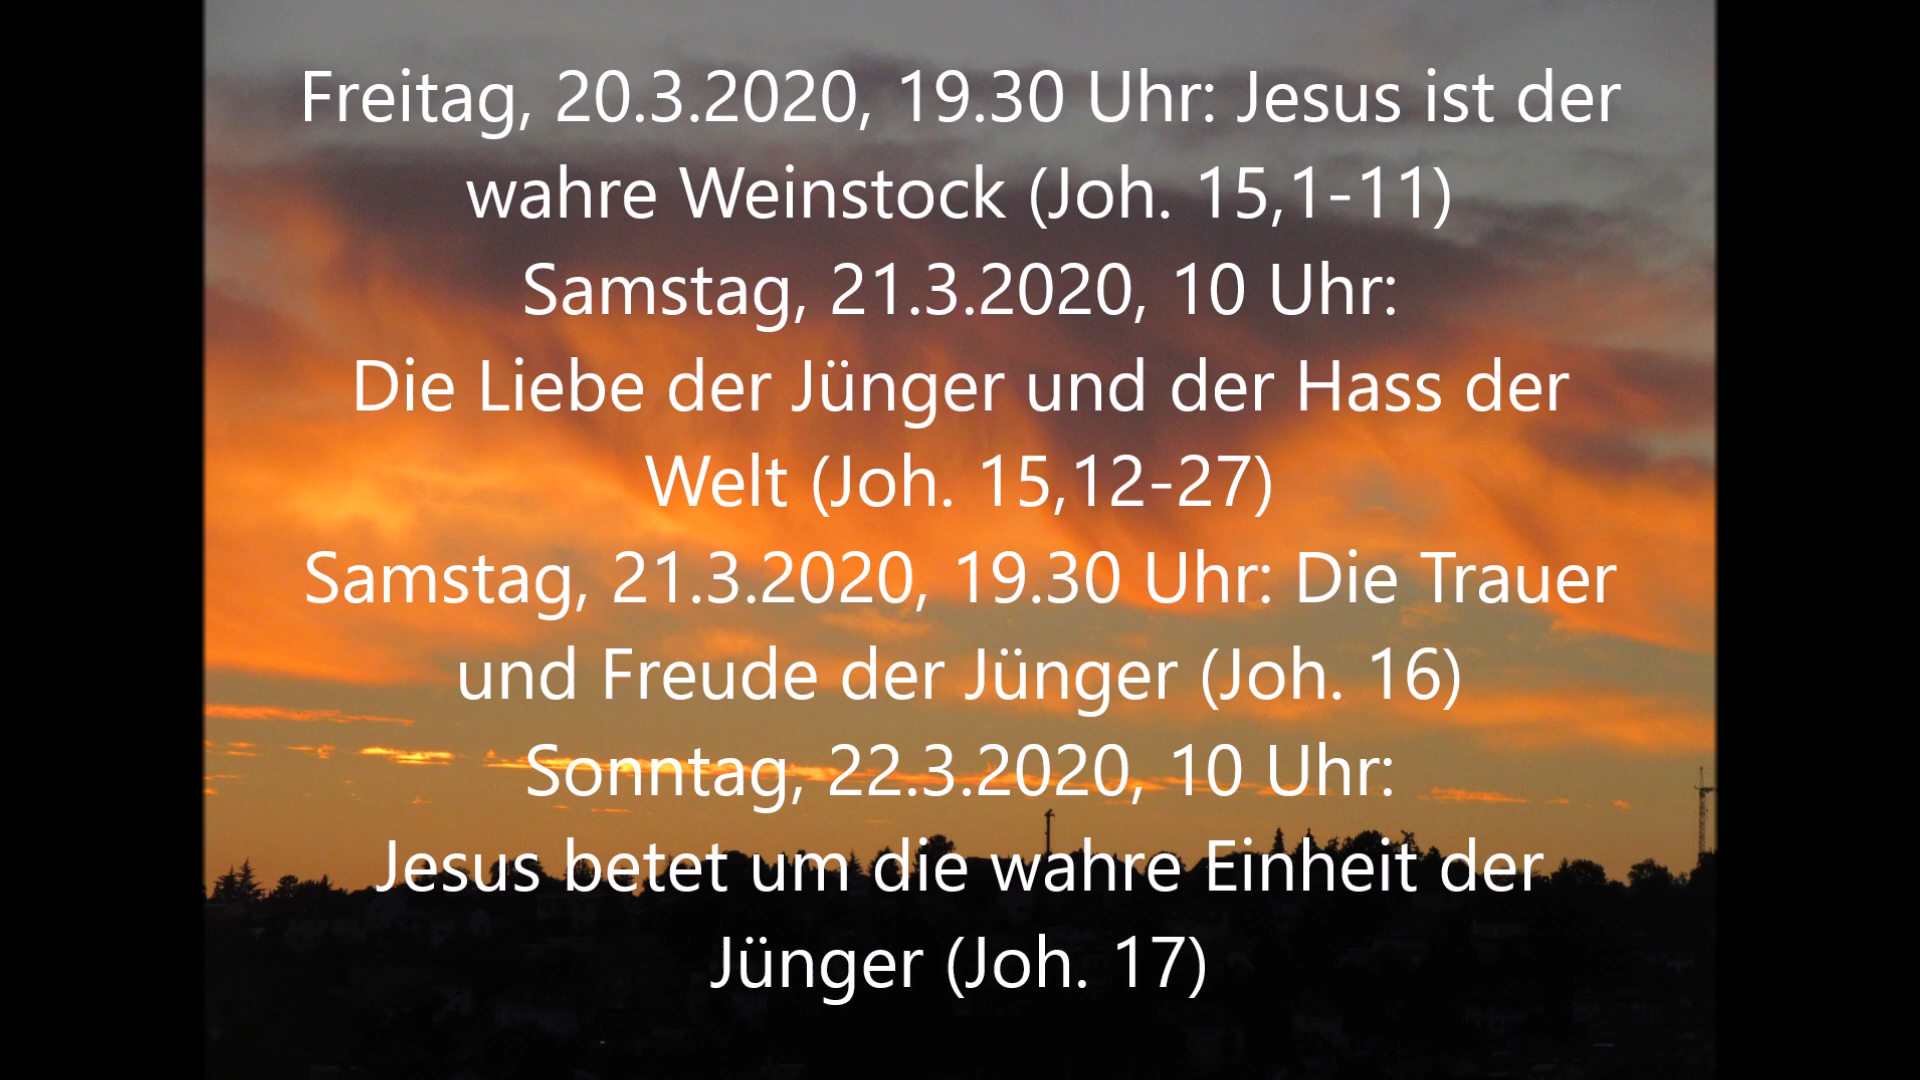 Freitag, 20.3.2020, 19.30 Uhr: Jesus ist der
wahre Weinstock (Joh. 15,1-11)
Samstag, 21.3.2020, 10 Uhr:
Die Liebe der Jünger und der Hass der
Welt (Joh. 15,12-27)
Samstag, 21.3.2020, 19.30 Uhr: Die Trauer
und Freude der Jünger (Joh. 16)
Sonntag, 22.3.2020, 10 Uhr:
Jesus betet um die wahre Einheit der
Jünger (Joh. 17)